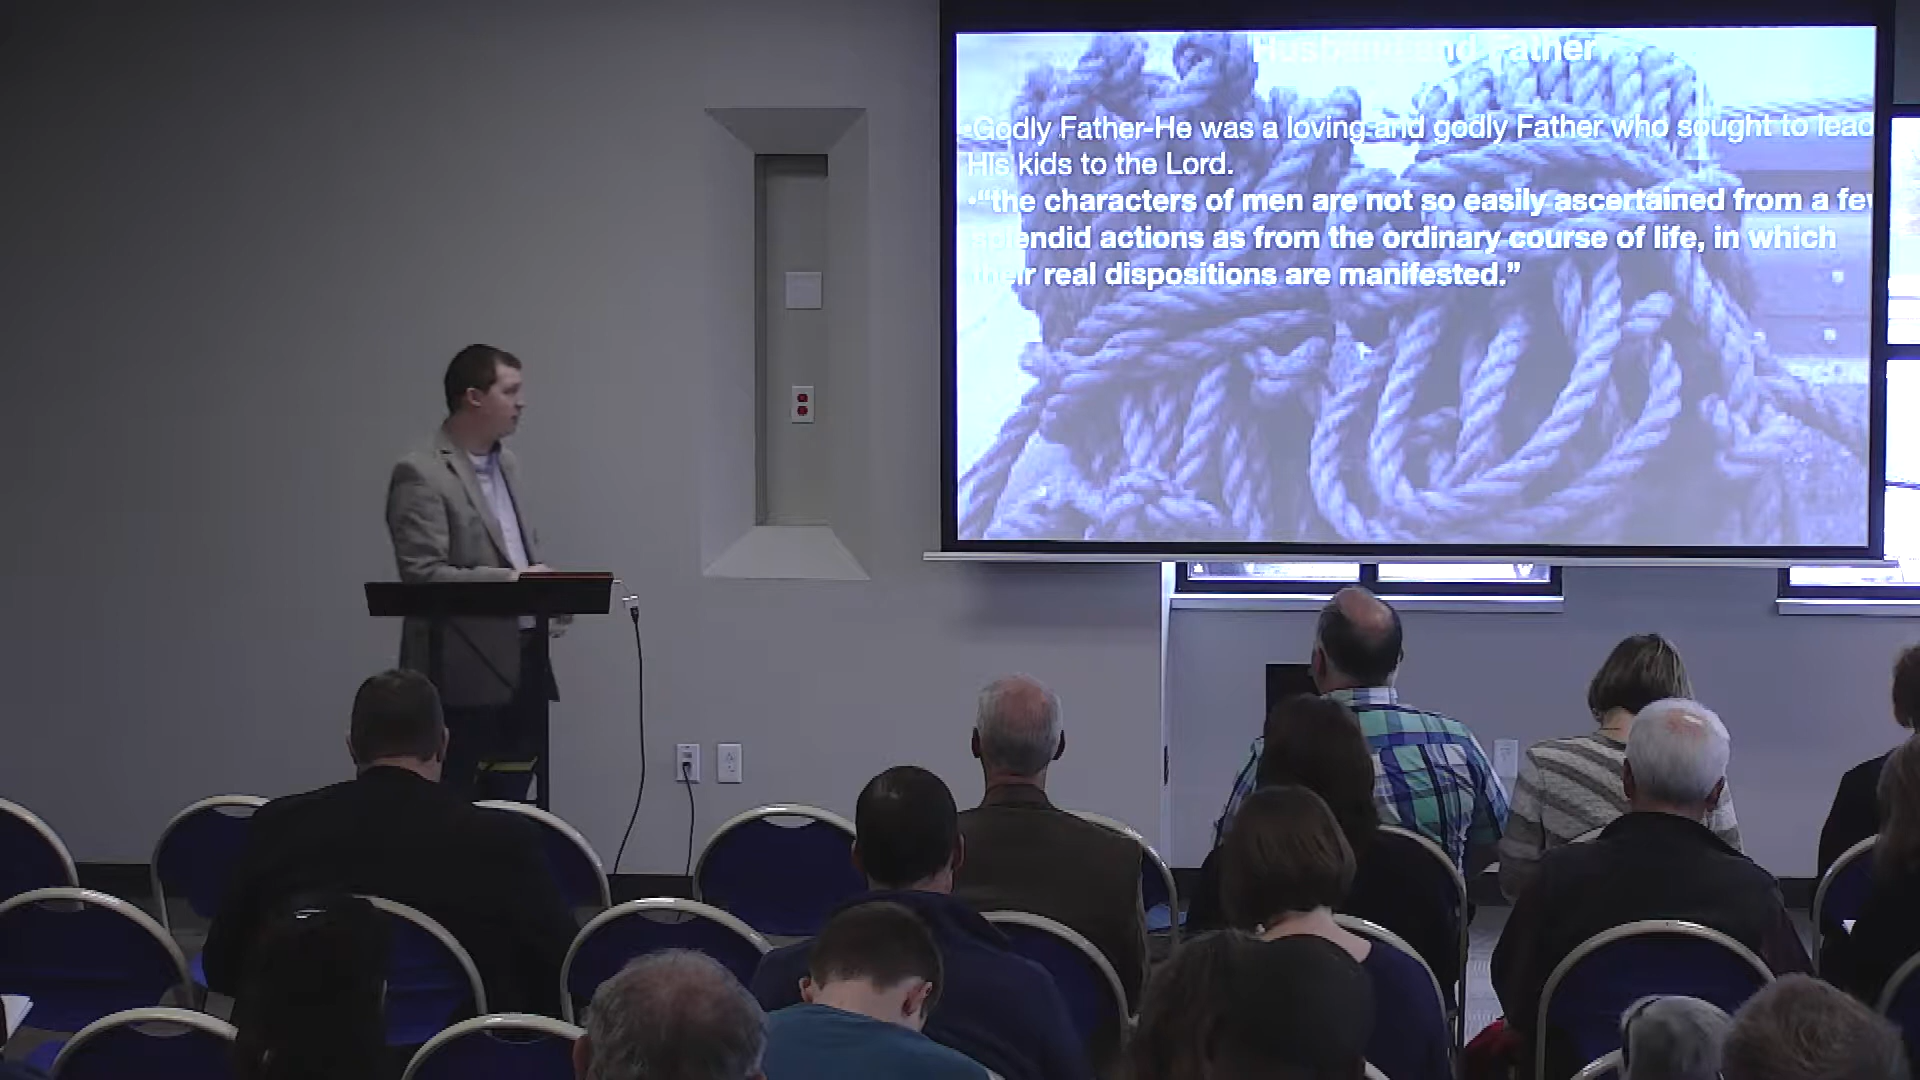 Husband and Father
•Godly Father-He was a loving and godly Father who sought to lead
His kids to the Lord.
•“the characters of men are not so easily ascertained from a few
splendid actions as from the ordinary course of life, in which
their real dispositions are manifested.”